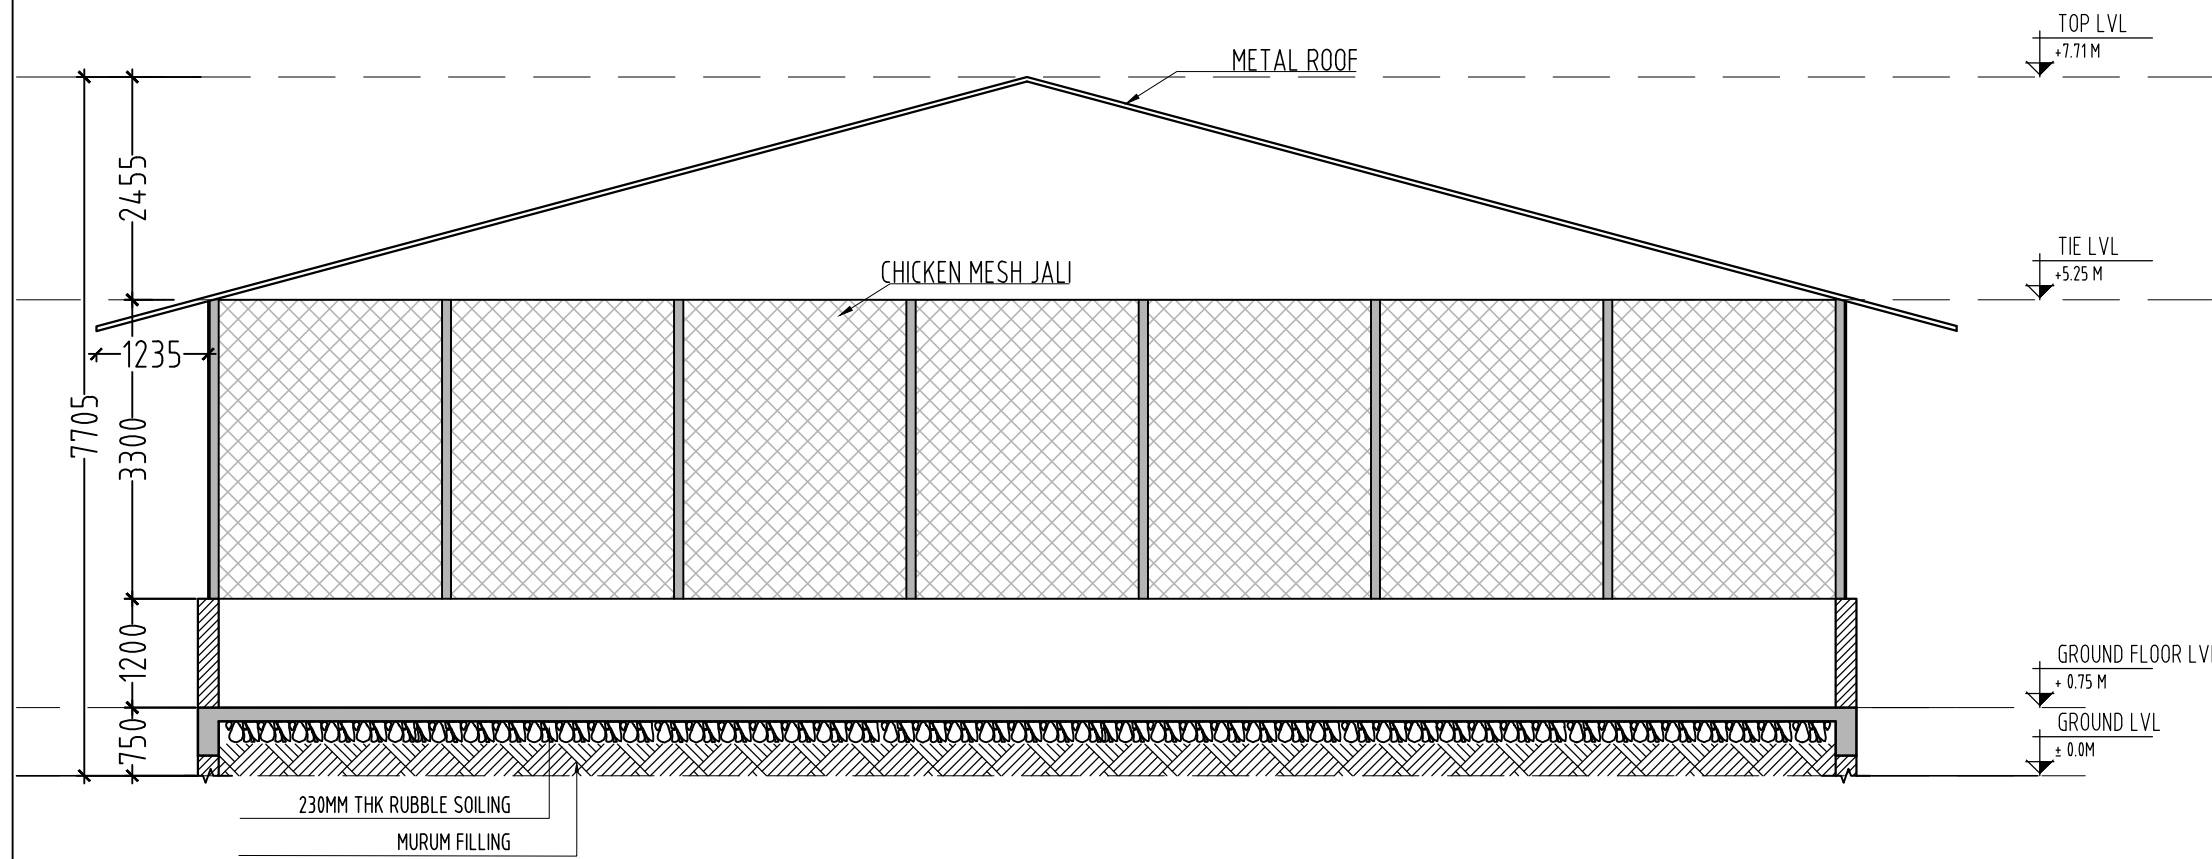 TOP LVL
+7.71 M
METAL ROOF
2455
TIE LVL
+5.25 M
CHICKEN MESH JALI
1235
7705
3300
1200
GROUND FLOOR LVL
+ 0.75 M
GROUND LVL
± 0.0M
750
230MM THK RUBBLE SOILING
MURUM FILLING